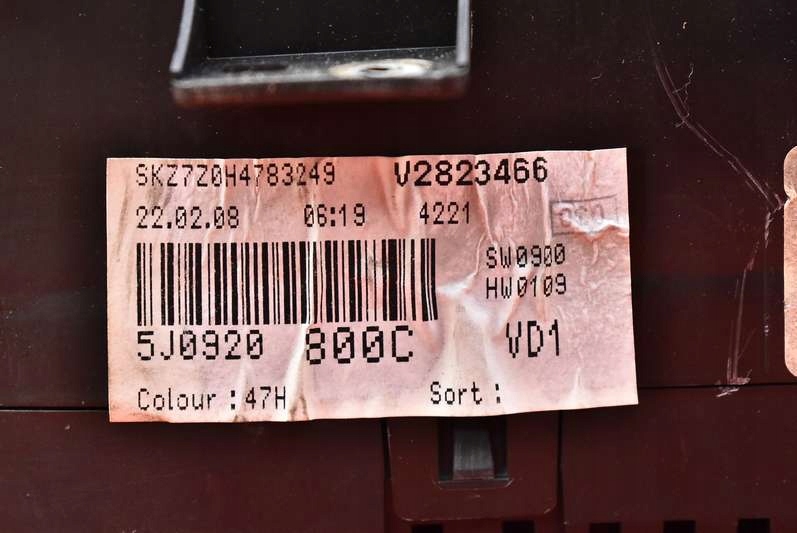 SKZ7Z0H4783249 V2823466
22.02.08 06:19 4221
SW0900
HW0109
5J0920 800C VD1
Colour : 47H Sort :